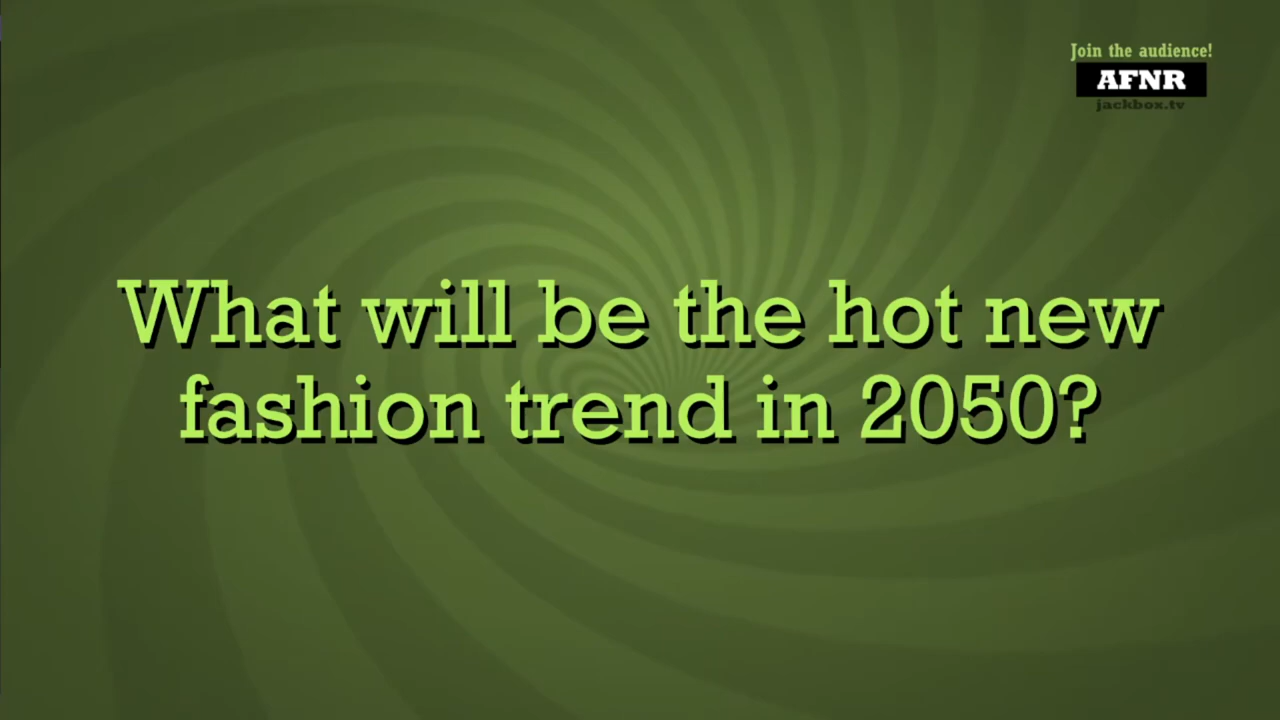 Join the audience!
AFNR
jackbox.tv
What will be the hot new
fashion trend in 2050?